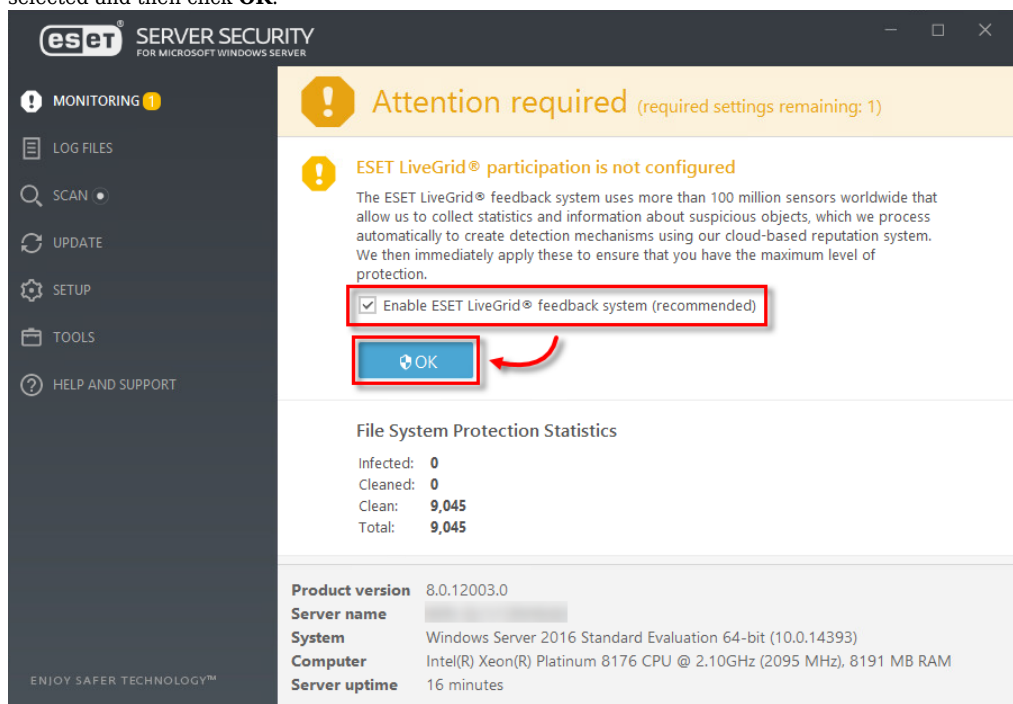 selected and then click OK.
eset® SERVER SECURITY
FOR MICROSOFT WINDOWS SERVER
MONITORING 1
LOG FILES
SCAN
UPDATE
SETUP
TOOLS
HELP AND SUPPORT
ENJOY SAFER TECHNOLOGY™
Attention required (required settings remaining: 1)
ESET LiveGrid® participation is not configured
The ESET LiveGrid® feedback system uses more than 100 million sensors worldwide that
allow us to collect statistics and information about suspicious objects, which we process
automatically to create detection mechanisms using our cloud-based reputation system.
We then immediately apply these to ensure that you have the maximum level of
protection.
Enable ESET LiveGrid® feedback system (recommended)
OK
File System Protection Statistics
Infected: 0
Cleaned: 0
Clean: 9,045
Total: 9,045
Product version 8.0.12003.0
Server name
System Windows Server 2016 Standard Evaluation 64-bit (10.0.14393)
Computer Intel(R) Xeon(R) Platinum 8176 CPU @ 2.10GHz (2095 MHz), 8191 MB RAM
Server uptime 16 minutes